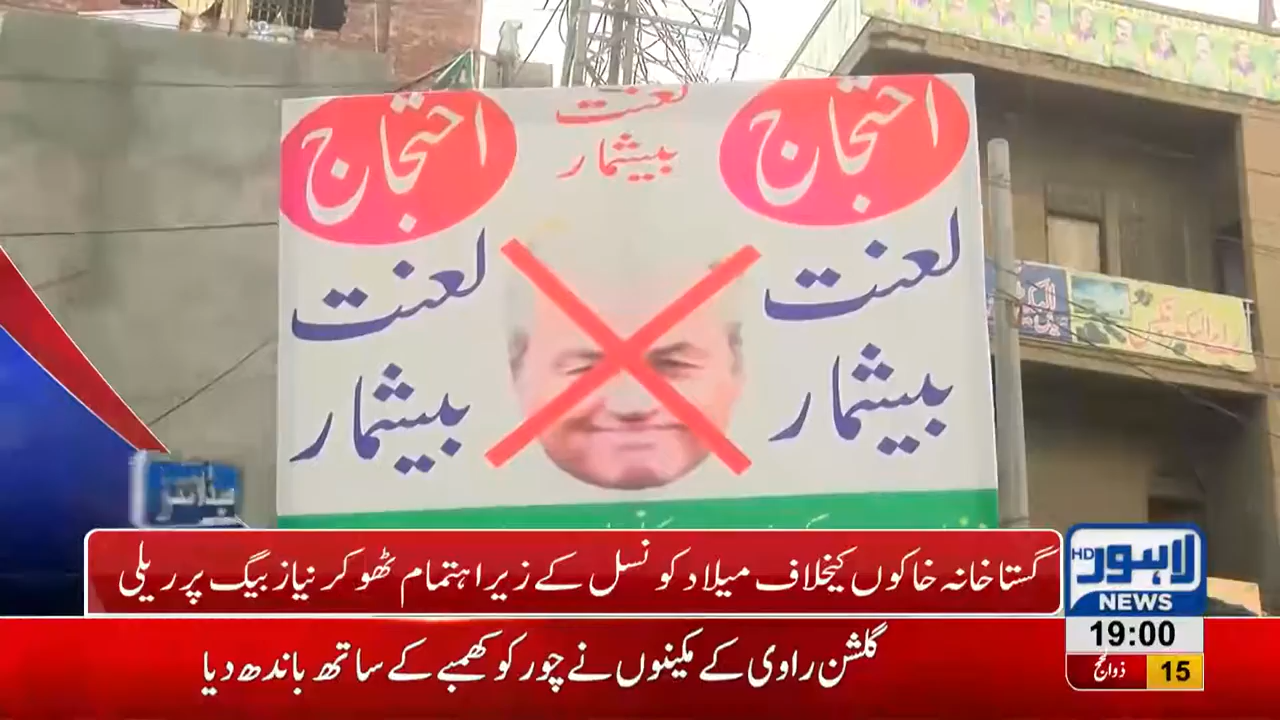 احتجاج
لعنت
بیشمار
احتجاج
لعنت
بیشمار
لعنت
بیشمار
گستاخانہ خاکوں کیخلاف میلاد کونسل کے زیر اہتمام ٹھوکر نیاز بیگ پر ریلی
لاہور
HD
NEWS
19:00
15 ذوالحج
گلشن راوی کے مکینوں نے چور کو کھمبے کے ساتھ باندھ دیا